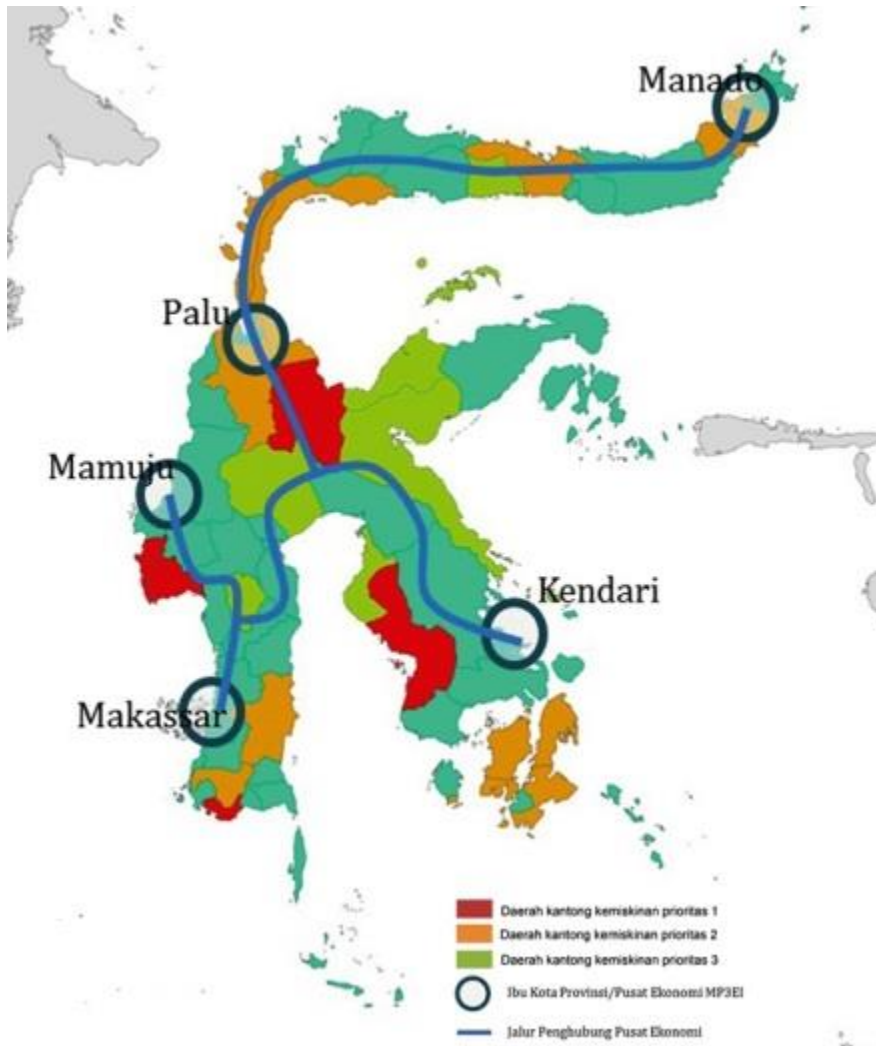 Manado
Palu
Mamuju
Kendari
Makassar
Daerah kantong kemiskinan prioritas 1
Daerah kantong kemiskinan prioritas 2
Daerah kantong kemiskinan prioritas 3
Ibu Kota Provinsi/Pusat Ekonomi MP3EI
Jalur Penghubung Pusat Ekonomi